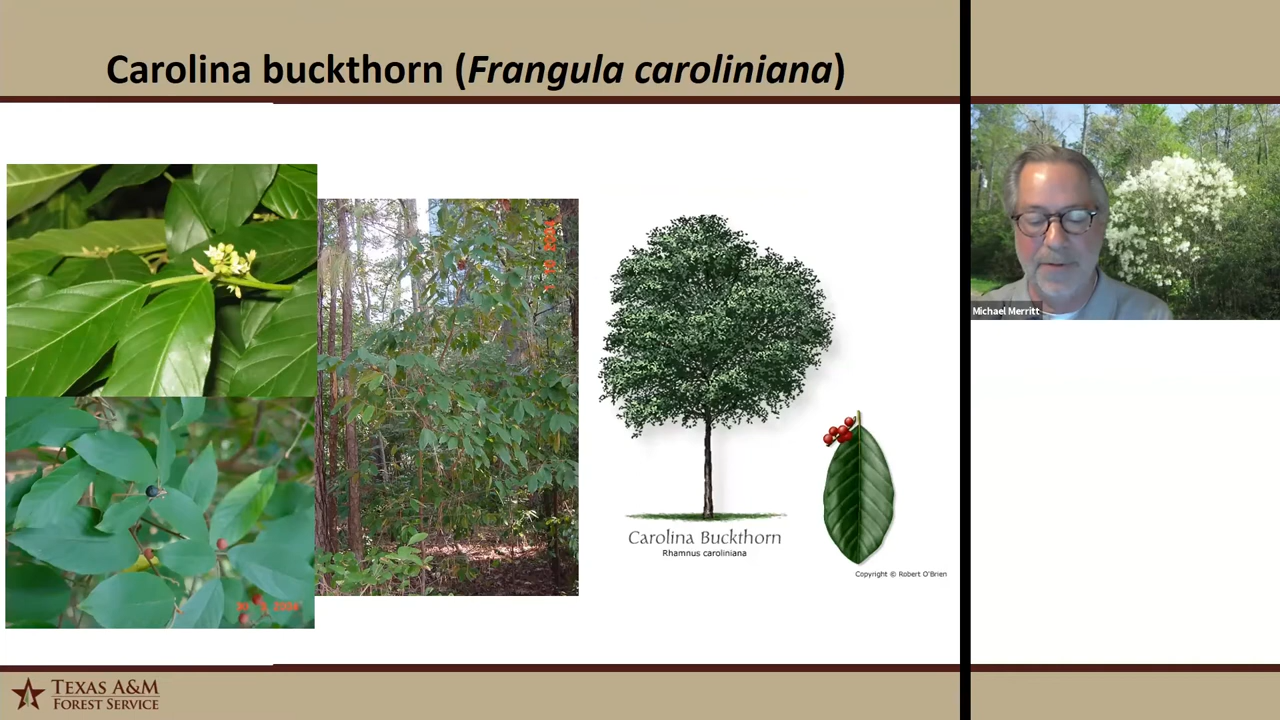 Carolina buckthorn (Frangula caroliniana)
Michael Merritt
Carolina Buckthorn
Rhamnus caroliniana
Copyright © Robert O'Brien
TEXAS A&M
FOREST SERVICE